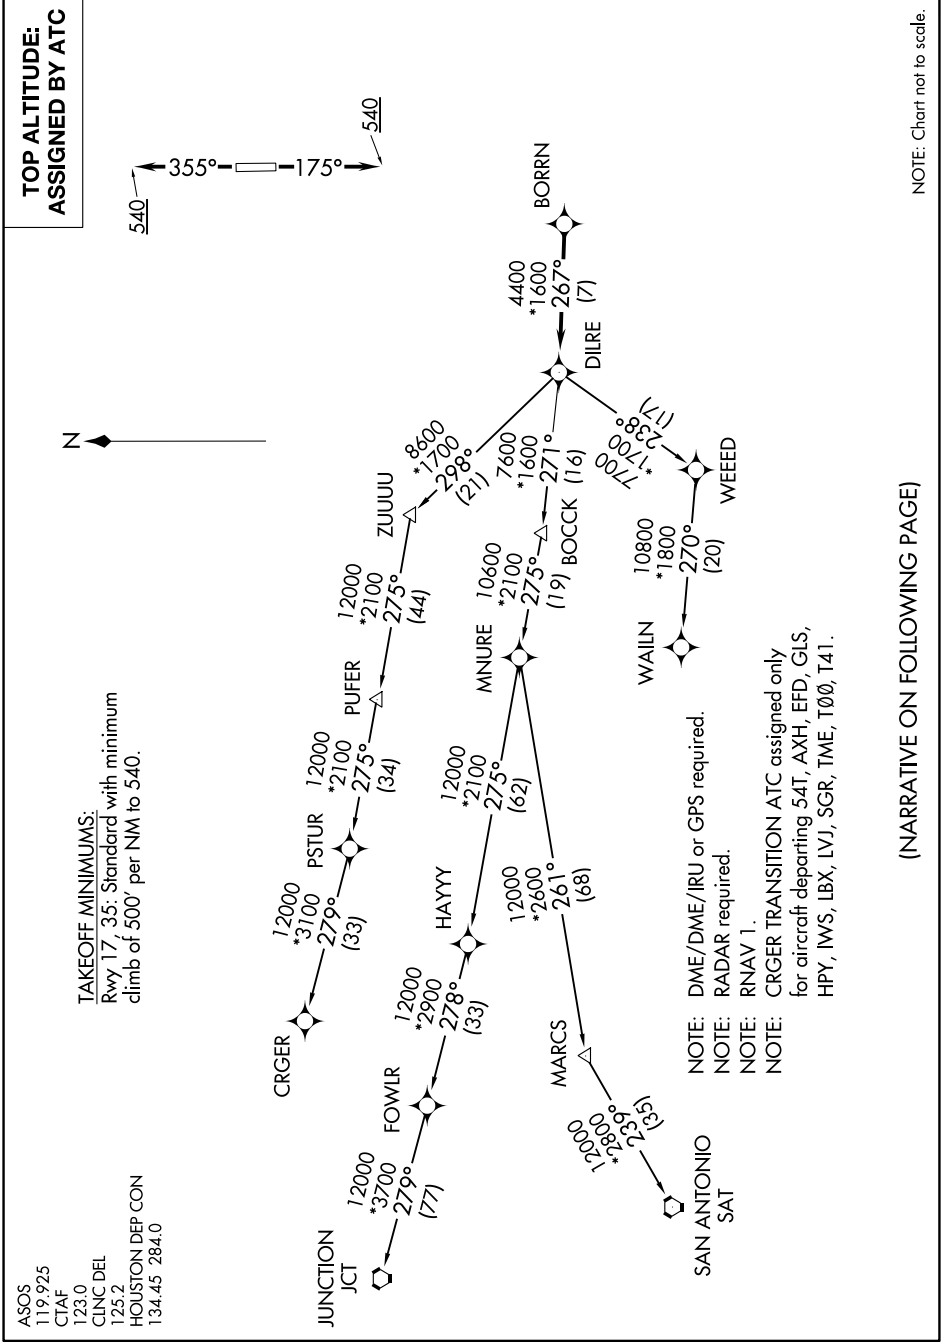 TOP ALTITUDE:
ASSIGNED BY ATC
ASOS
119.925
CTAF
123.0
CLNC DEL
125.2
HOUSTON DEP CON
134.45 284.0
TAKEOFF MINIMUMS:
Rwy 17, 35: Standard with minimum
climb of 500' per NM to 540.
N
540
355°
175°
540
BORRN
4400
*1600
267°
(7)
DILRE
8600
*1700
298°
(21)
ZUUUU
12000
*2100
275°
(44)
PUFER
12000
*2100
275°
(34)
PSTUR
12000
*3100
279°
(33)
CRGER
7600
*1600
271°
(16)
BOCCK
10600
*2100
275°
(19)
MNURE
12000
*2100
275°
(62)
HAYYY
12000
*2900
278°
(33)
FOWLR
12000
*3700
279°
(77)
JUNCTION
JCT
12000
*2600
261°
(68)
MARCS
12000
*2800
239°
(35)
SAN ANTONIO
SAT
7700
*1700
238°
(17)
WEEED
10800
*1800
270°
(20)
WAILN
NOTE: DME/DME/IRU or GPS required.
NOTE: RADAR required.
NOTE: RNAV 1.
NOTE: CRGER TRANSITION ATC assigned only
for aircraft departing 54T, AXH, EFD, GLS,
HPY, IWS, LBX, LVJ, SGR, TME, TØØ, T41.
(NARRATIVE ON FOLLOWING PAGE)
NOTE: Chart not to scale.